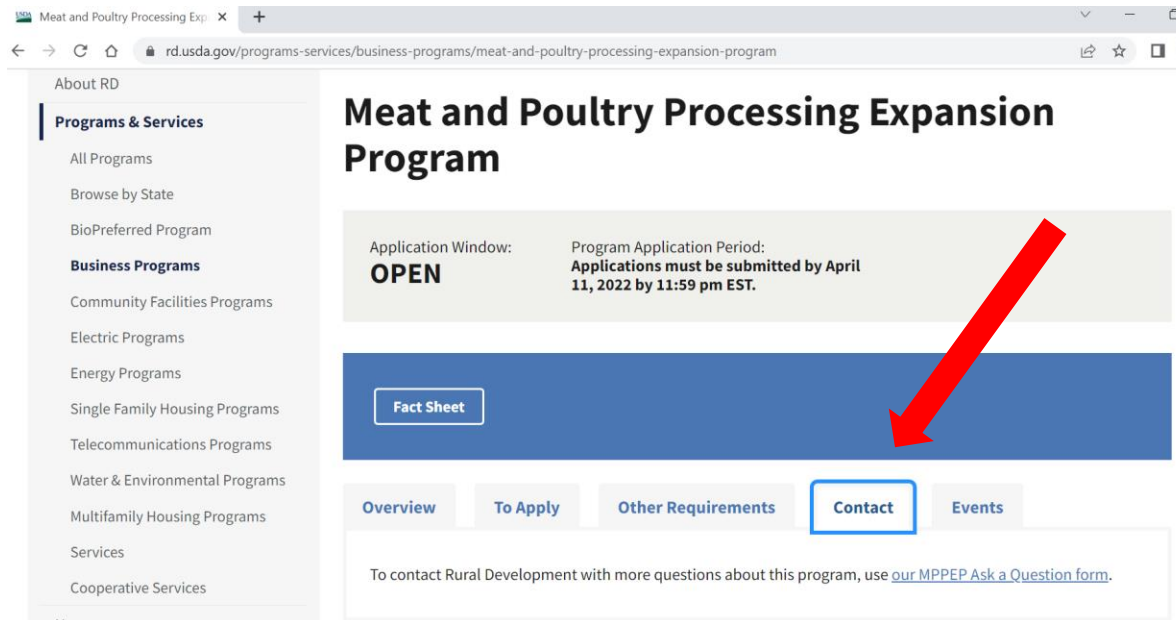 Meat and Poultry Processing Exp
rd.usda.gov/programs-services/business-programs/meat-and-poultry-processing-expansion-program
About RD
Programs & Services
All Programs
Browse by State
BioPreferred Program
Business Programs
Community Facilities Programs
Electric Programs
Energy Programs
Single Family Housing Programs
Telecommunications Programs
Water & Environmental Programs
Multifamily Housing Programs
Services
Cooperative Services
Meat and Poultry Processing Expansion
Program
Application Window:
OPEN
Program Application Period:
Applications must be submitted by April
11, 2022 by 11:59 pm EST.
Fact Sheet
Overview
To Apply
Other Requirements
Contact
Events
To contact Rural Development with more questions about this program, use our MPPEP Ask a Question form.